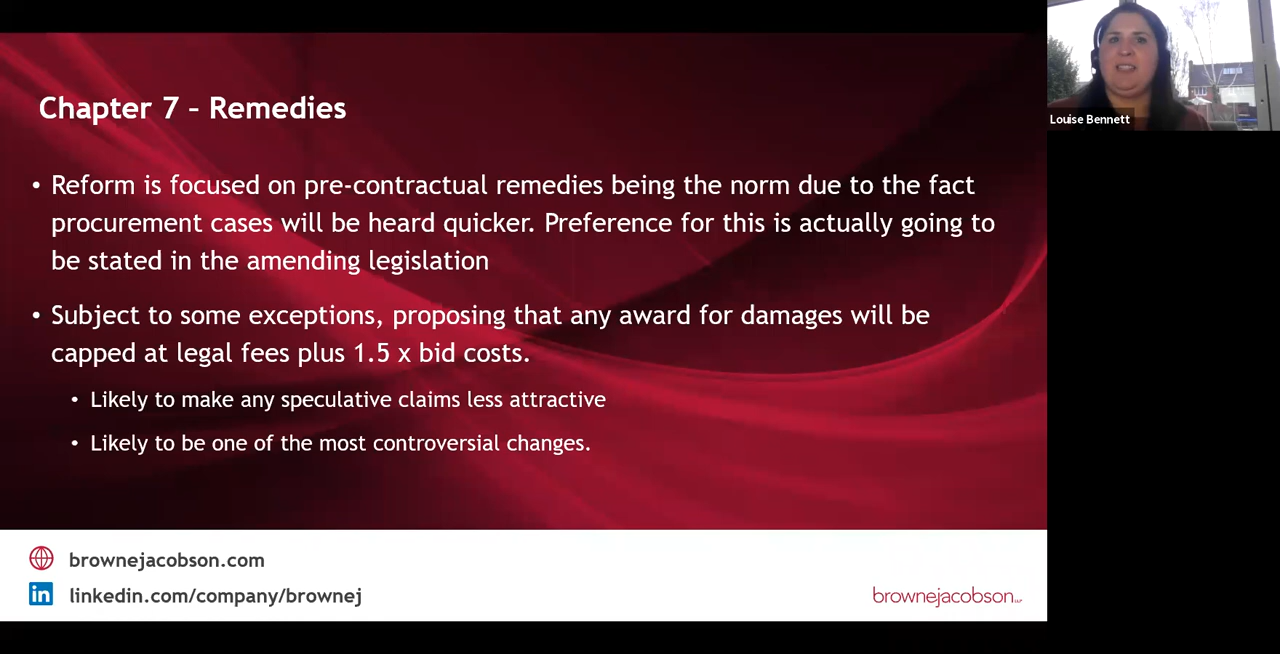 Chapter 7 – Remedies
• Reform is focused on pre-contractual remedies being the norm due to the fact
procurement cases will be heard quicker. Preference for this is actually going to
be stated in the amending legislation
• Subject to some exceptions, proposing that any award for damages will be
capped at legal fees plus 1.5 x bid costs.
• Likely to make any speculative claims less attractive
• Likely to be one of the most controversial changes.
brownejacobson.com
in linkedin.com/company/brownej
brownejacobson
Louise Bennett